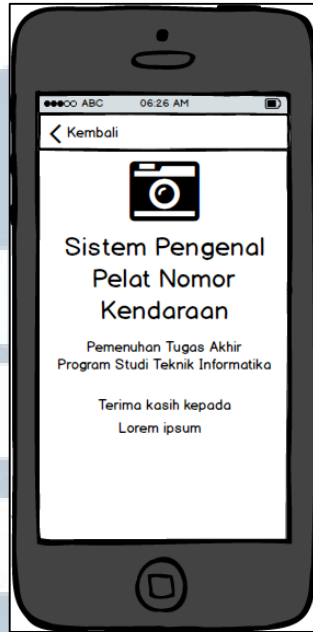 ABC 06:26 AM
Kembali
Sistem Pengenal
Pelat Nomor
Kendaraan
Pemenuhan Tugas Akhir
Program Studi Teknik Informatika
Terima kasih kepada
Lorem ipsum